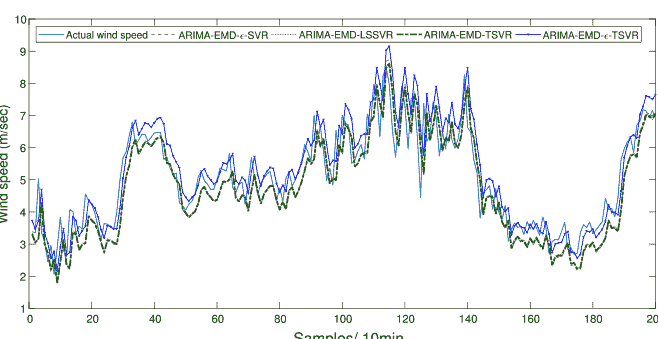 10
Actual wind speed ARIMA-EMD-ϵ-SVR ARIMA-EMD-LSSVR ARIMA-EMD-TSVR ARIMA-EMD-ϵ-TSVR
9
8
7
6
5
4
3
2
1
Wind speed (m/sec)
0 20 40 60 80 100 120 140 160 180 200
Samples/ 10min